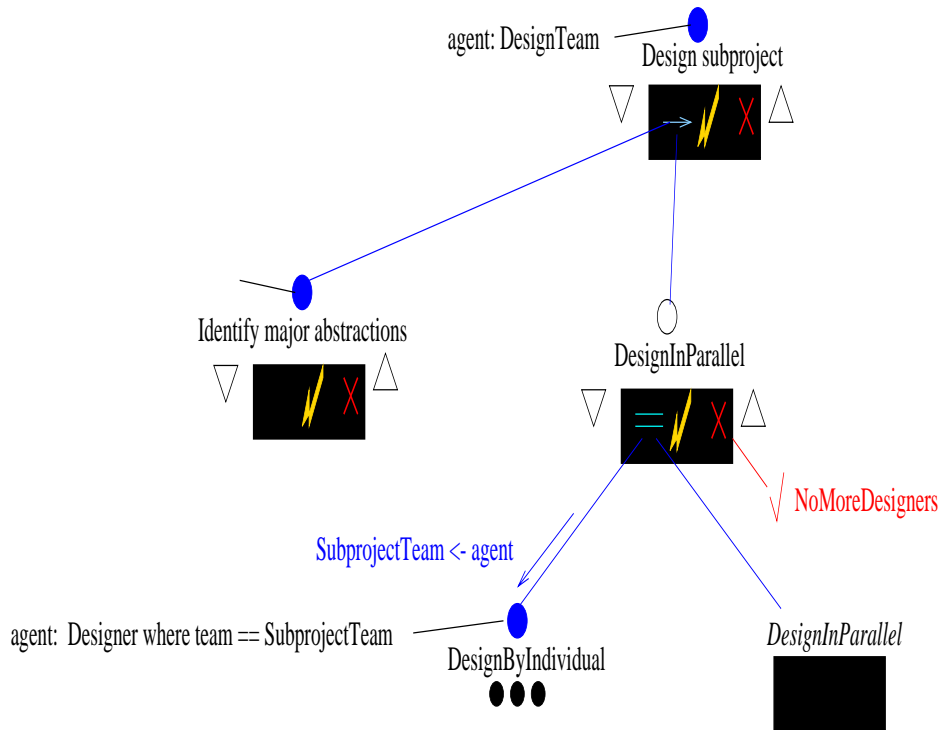 agent: DesignTeam
Design subproject
Identify major abstractions
DesignInParallel
NoMoreDesigners
SubprojectTeam <- agent
agent:  Designer where team == SubprojectTeam
DesignByIndividual
DesignInParallel